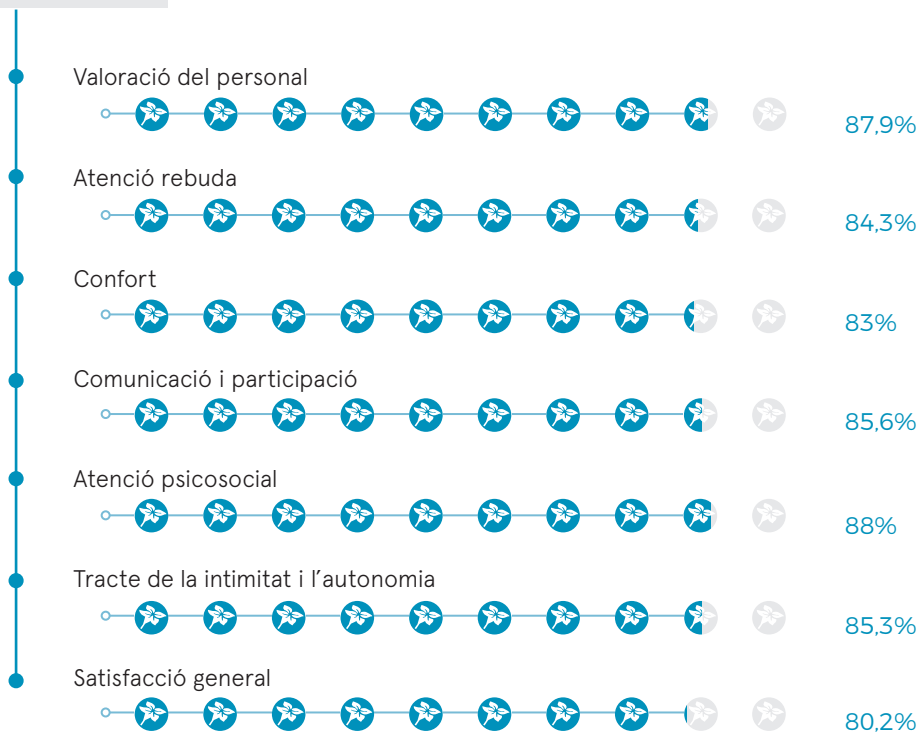 Valoració del personal
87,9%
Atenció rebuda
84,3%
Confort
83%
Comunicació i participació
85,6%
Atenció psicosocial
88%
Tracte de la intimitat i l’autonomia
85,3%
Satisfacció general
80,2%